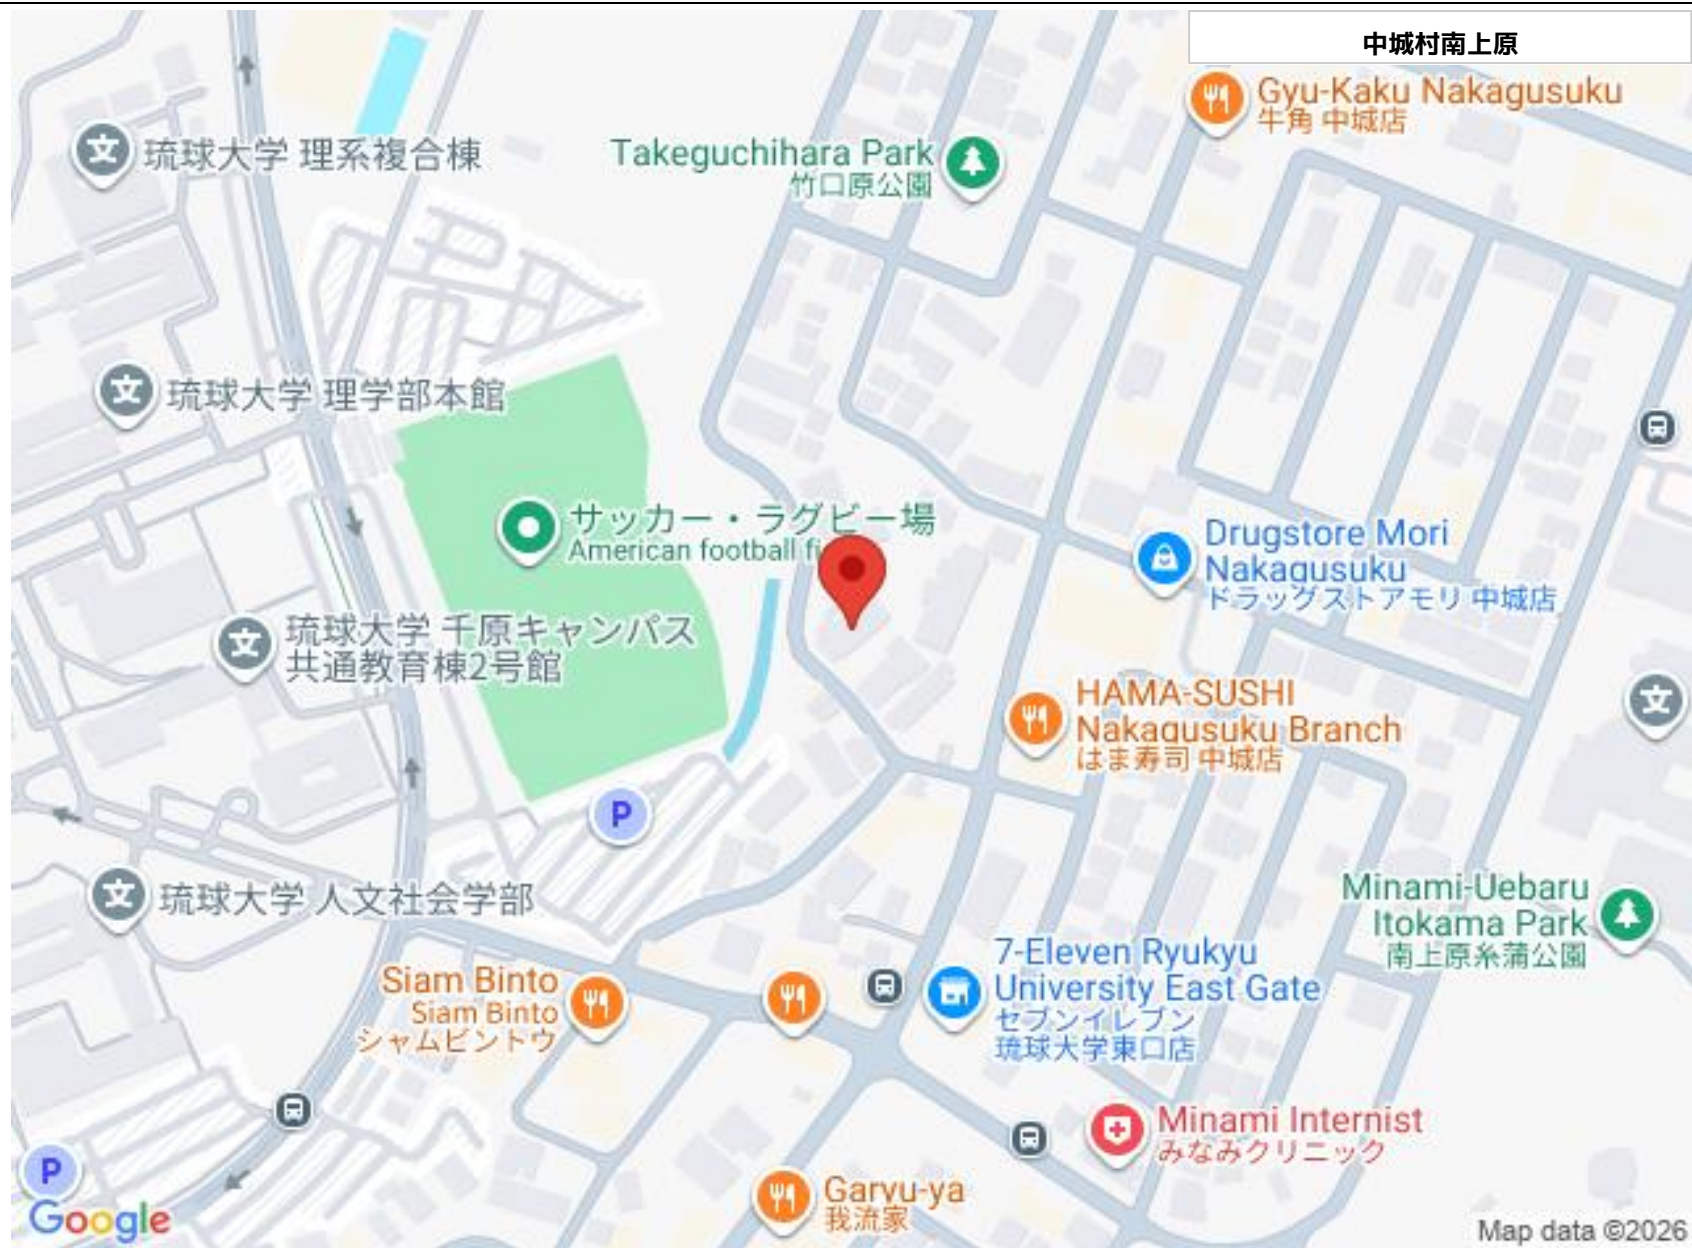 中城村南上原
Gyu-Kaku Nakagusuku
牛角 中城店
Takeguchihara Park
竹口原公園
琉球大学 理系複合棟
琉球大学 理学部本館
サッカー・ラグビー場
American football fi
Drugstore Mori
Nakagusuku
ドラッグストアモリ 中城店
琉球大学 千原キャンパス
共通教育棟2号館
HAMA-SUSHI
Nakagusuku Branch
はま寿司 中城店
P
琉球大学 人文社会学部
Minami-Uebaru
Itokama Park
南上原糸蒲公園
Siam Binto
Siam Binto
シャムビントウ
7-Eleven Ryukyu
University East Gate
セブンイレブン
琉球大学東口店
Minami Internist
みなみクリニック
P
Garyu-ya
我流家
Google
Map data ©2026
文
文
文
文
文